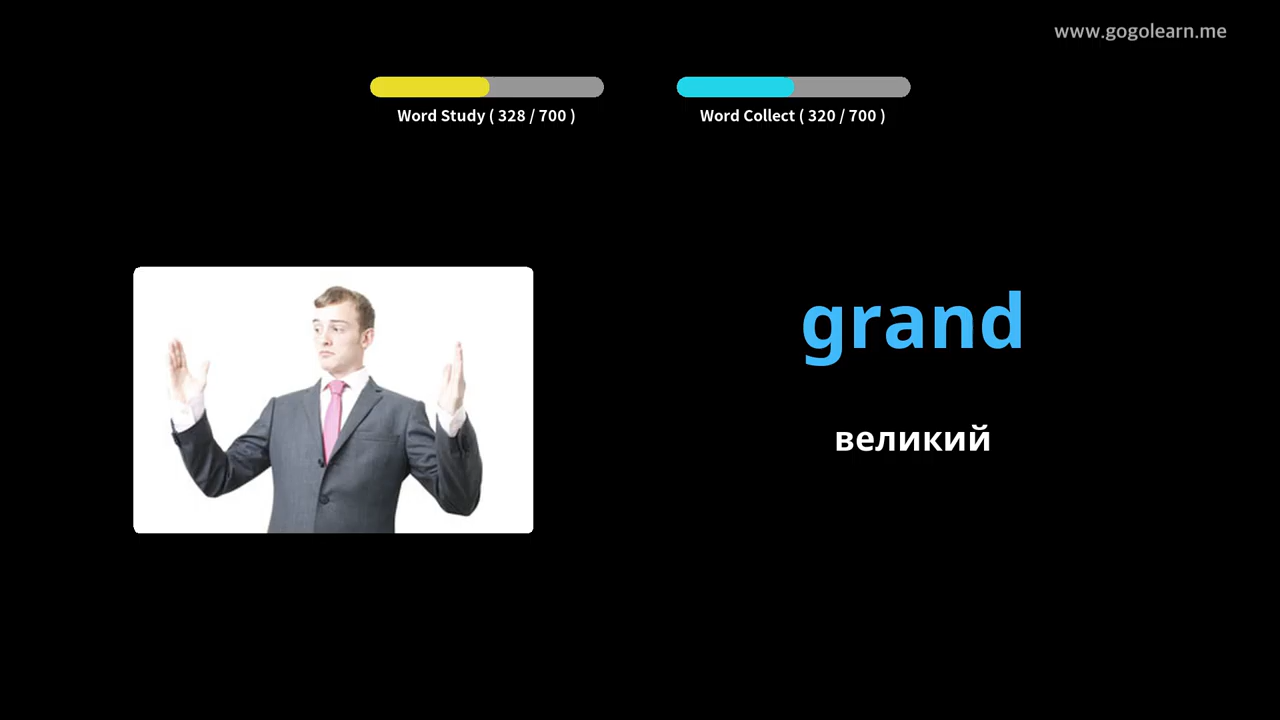 www.gogolearn.me
Word Study ( 328 / 700 )
Word Collect ( 320 / 700 )
grand
великий